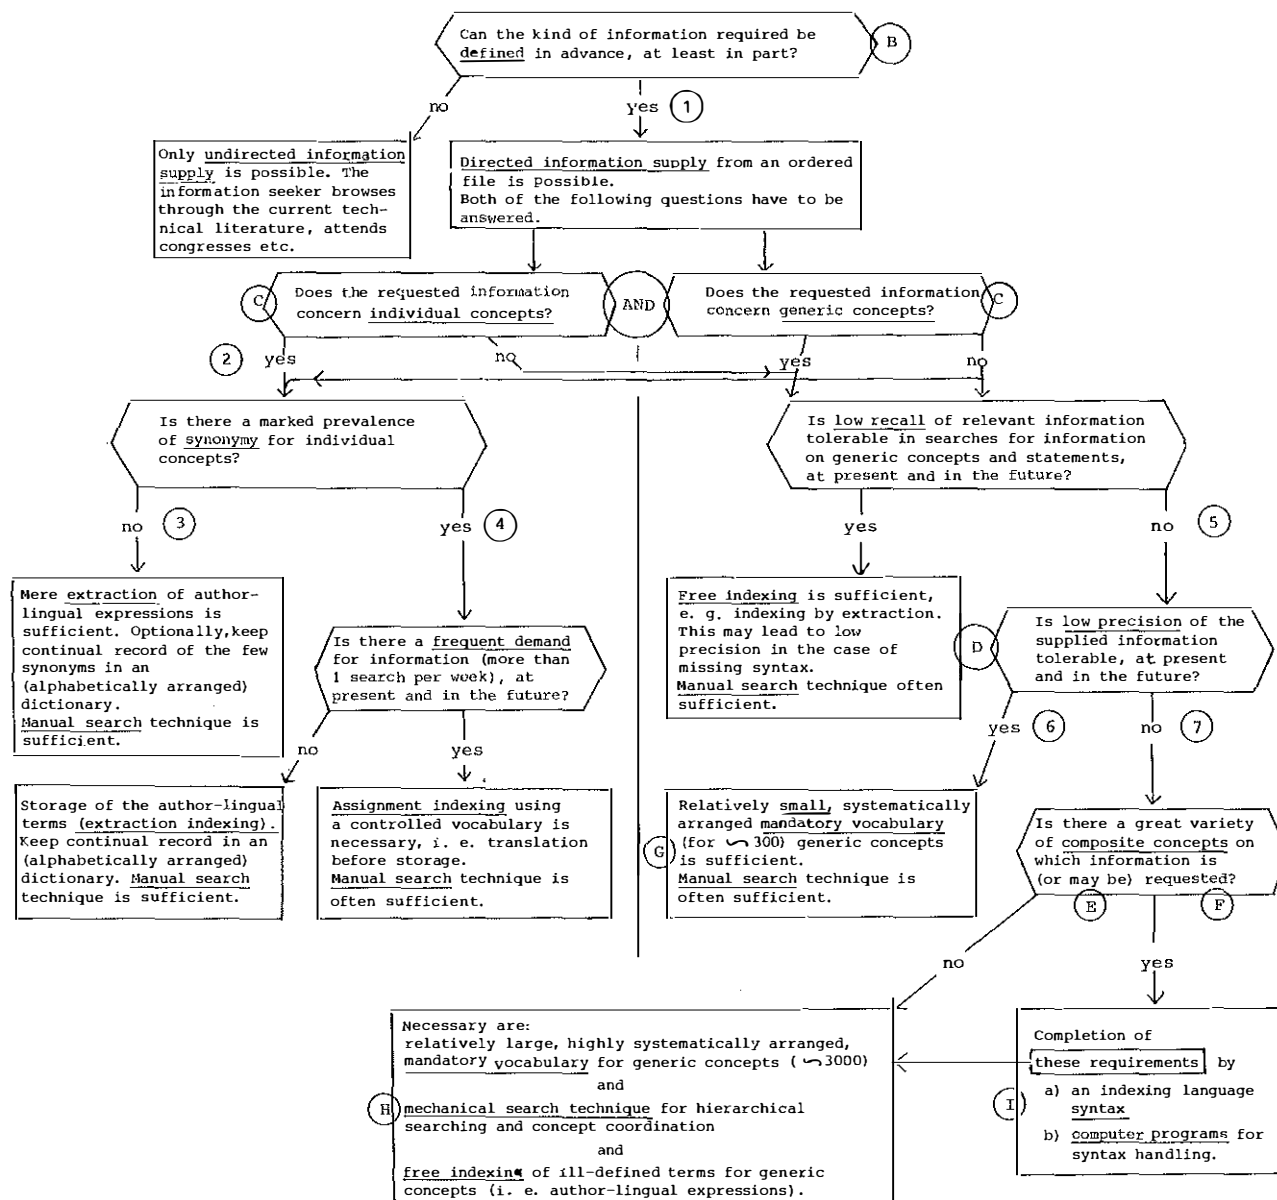 Can the kind of information required be
defined in advance, at least in part?
B
no
yes
1
Only undirected information
supply is possible. The
information seeker browses
through the current tech-
nical literature, attends
congresses etc.
Directed information supply from an ordered
file is possible.
Both of the following questions have to be
answered.
C
Does the requested information
concern individual concepts?
AND
Does the requested information
concern generic concepts?
C
2
yes
no
yes
no
Is there a marked prevalence
of synonymy for individual
concepts?
Is low recall of relevant information
tolerable in searches for information
on generic concepts and statements,
at present and in the future?
no
3
yes
4
yes
no
5
Mere extraction of author-
lingual expressions is
sufficient. Optionally, keep
continual record of the few
synonyms in an
(alphabetically arranged)
dictionary.
Manual search technique is
sufficient.
Is there a frequent demand
for information (more than
1 search per week), at
present and in the future?
Free indexing is sufficient,
e. g. indexing by extraction.
This may lead to low
precision in the case of
missing syntax.
Manual search technique often
sufficient.
D
Is low precision of the
supplied information
tolerable, at present
and in the future?
no
yes
yes
6
no
7
Storage of the author-lingual
terms (extraction indexing).
Keep continual record in an
(alphabetically arranged)
dictionary. Manual search
technique is sufficient.
Assignment indexing using
a controlled vocabulary is
necessary, i. e. translation
before storage.
Manual search technique is
often sufficient.
G
Relatively small, systematically
arranged mandatory vocabulary
(for ∽ 300) generic concepts
is sufficient.
Manual search technique is
often sufficient.
Is there a great variety
of composite concepts on
which information is
(or may be) requested?
E
F
no
yes
Necessary are:
relatively large, highly systematically arranged,
mandatory vocabulary for generic concepts (∽3000)
and
H
mechanical search technique for hierarchical
searching and concept coordination
and
free indexing of ill-defined terms for generic
concepts (i. e. author-lingual expressions).
Completion of
these requirements by
I
a) an indexing language
syntax
b) computer programs for
syntax handling.